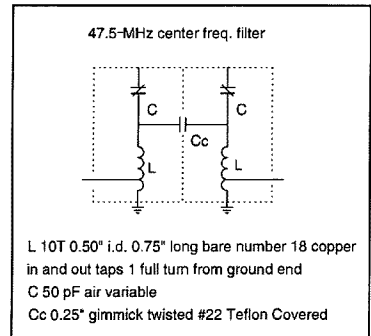 47.5-MHz center freq. filter
C
C
Cc
L
L
L 10T 0.50" i.d. 0.75" long bare number 18 copper
in and out taps 1 full turn from ground end
C 50 pF air variable
Cc 0.25" gimmick twisted #22 Teflon Covered